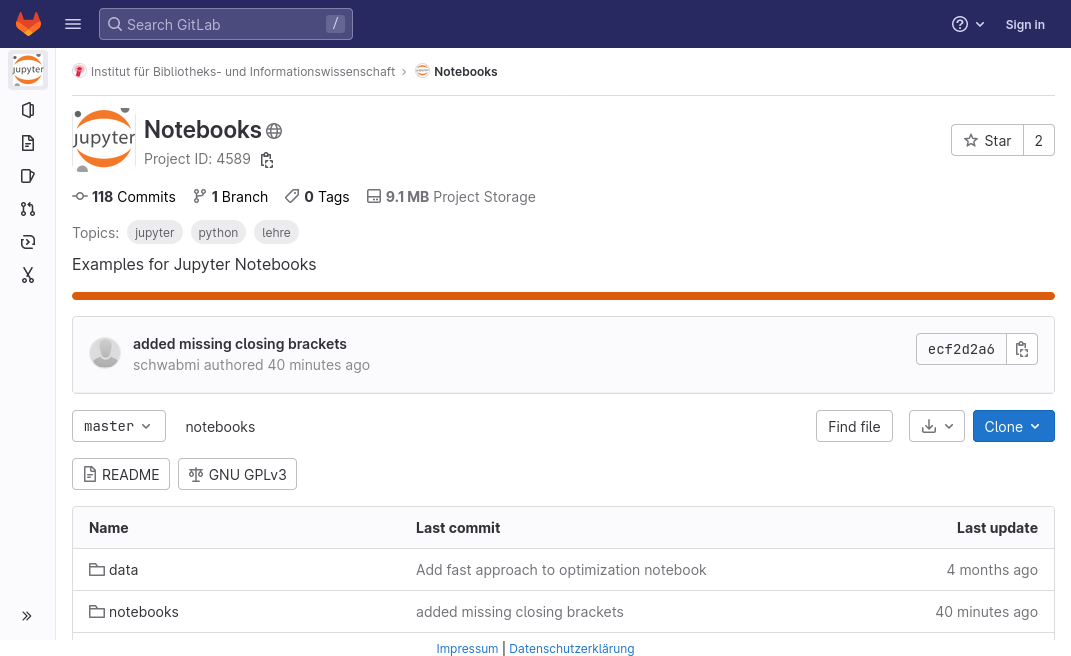 Search GitLab /
Sign in
jupyter
Institut für Bibliotheks- und Informationswissenschaft > Notebooks
jupyter
Notebooks
Project ID: 4589
Star 2
118 Commits 1 Branch 0 Tags 9.1 MB Project Storage
Topics: jupyter python lehre
Examples for Jupyter Notebooks
added missing closing brackets
schwabmi authored 40 minutes ago
ecf2d2a6
master notebooks Find file Clone
README GNU GPLv3
Name Last commit Last update
data Add fast approach to optimization notebook 4 months ago
notebooks added missing closing brackets 40 minutes ago
Impressum | Datenschutzerklärung